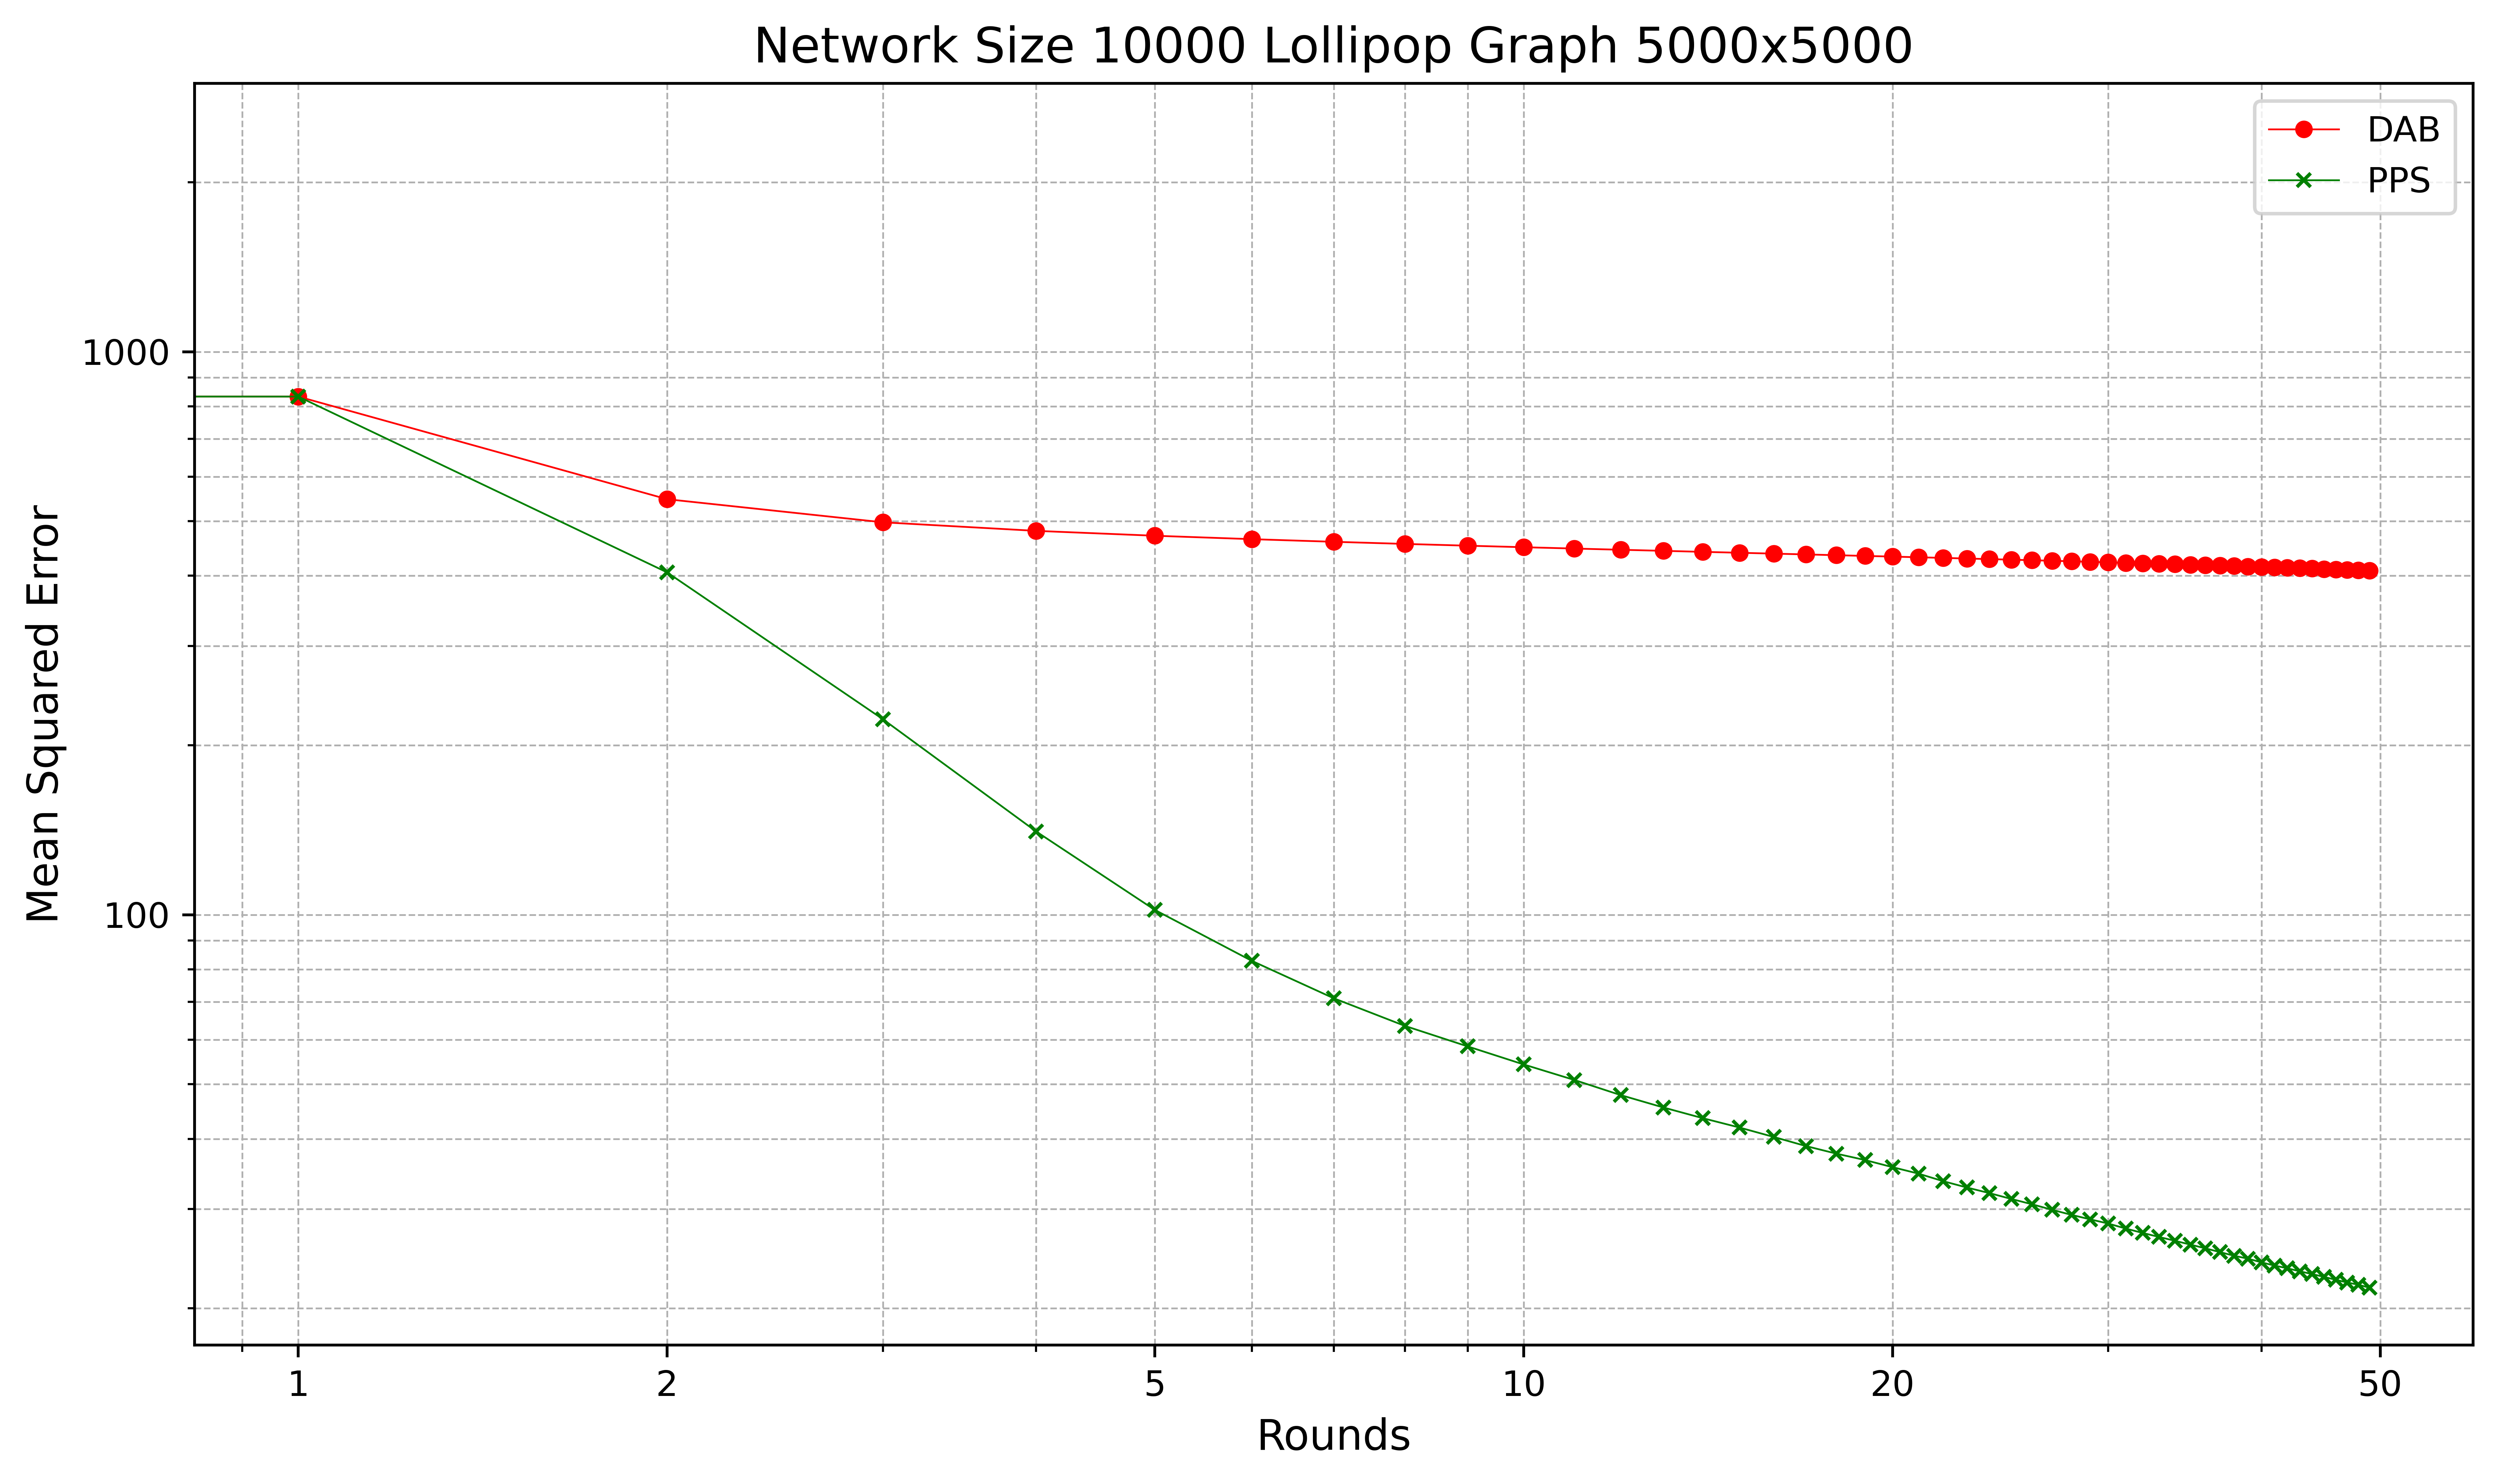 Network Size 10000 Lollipop Graph 5000x5000
DAB
PPS
Mean Squared Error
1000
100
1 2 5 10 20 50
Rounds